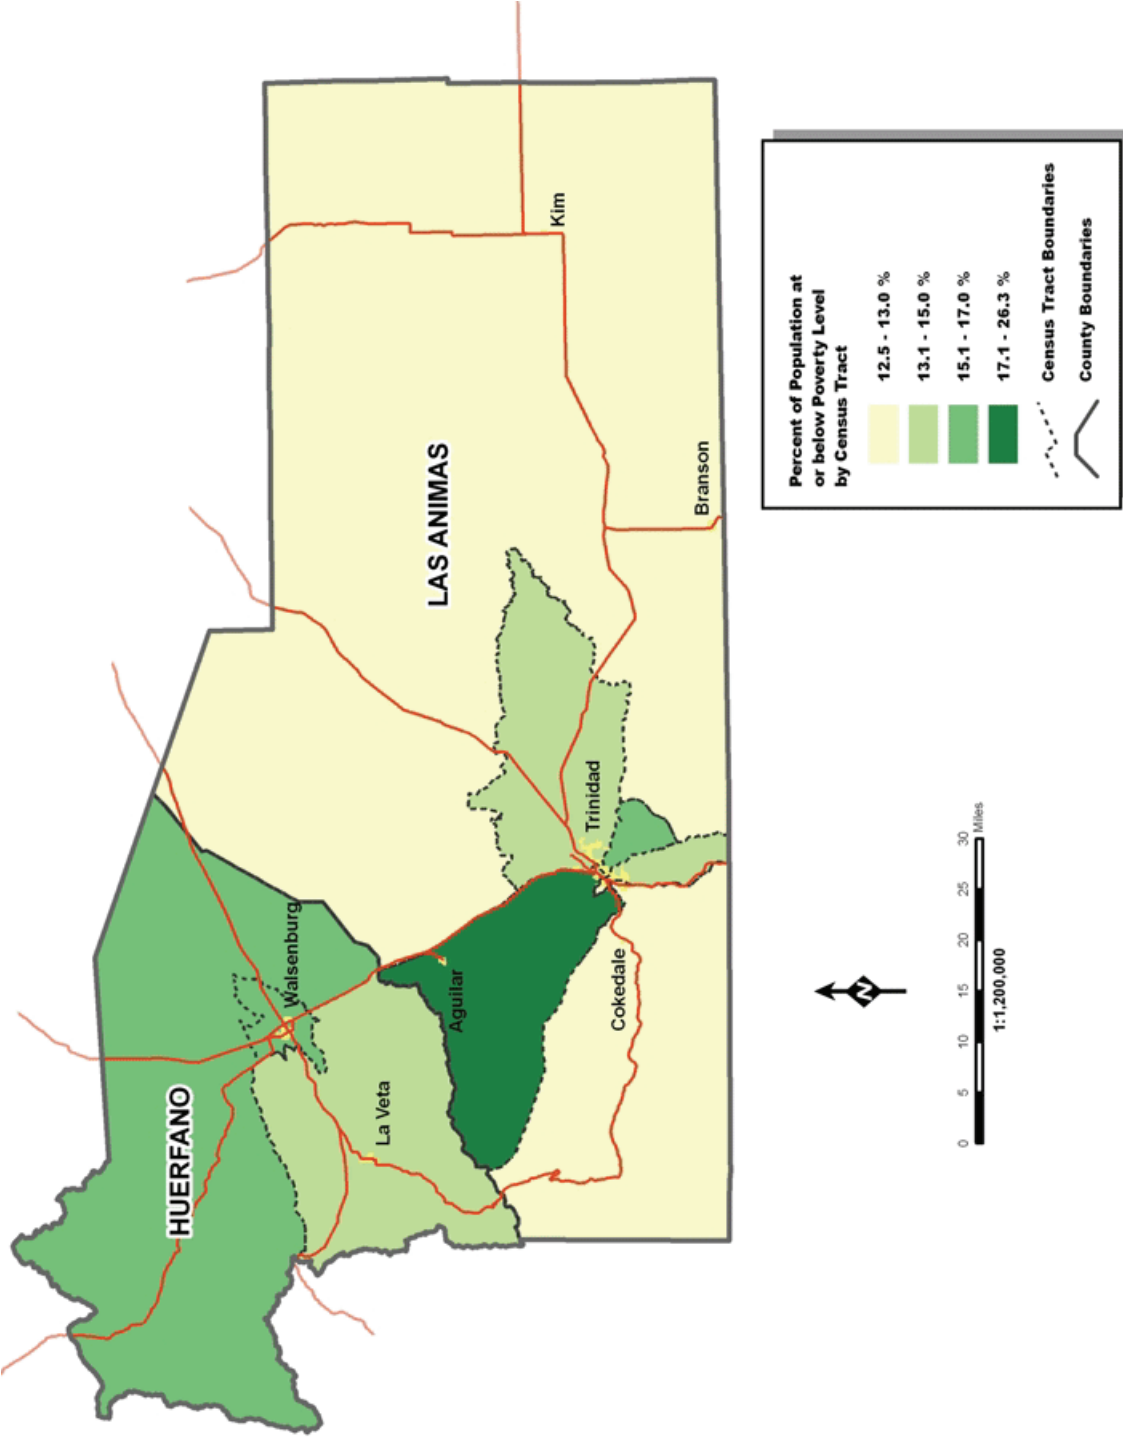 HUERFANO
Walsenburg
La Veta
LAS ANIMAS
Aguilar
Kim
Trinidad
Cokedale
Branson
Percent of Population at
or below Poverty Level
by Census Tract
12.5 - 13.0 %
13.1 - 15.0 %
15.1 - 17.0 %
17.1 - 26.3 %
Census Tract Boundaries
County Boundaries
N
0 5 10 15 20 25 30
Miles
1:1,200,000